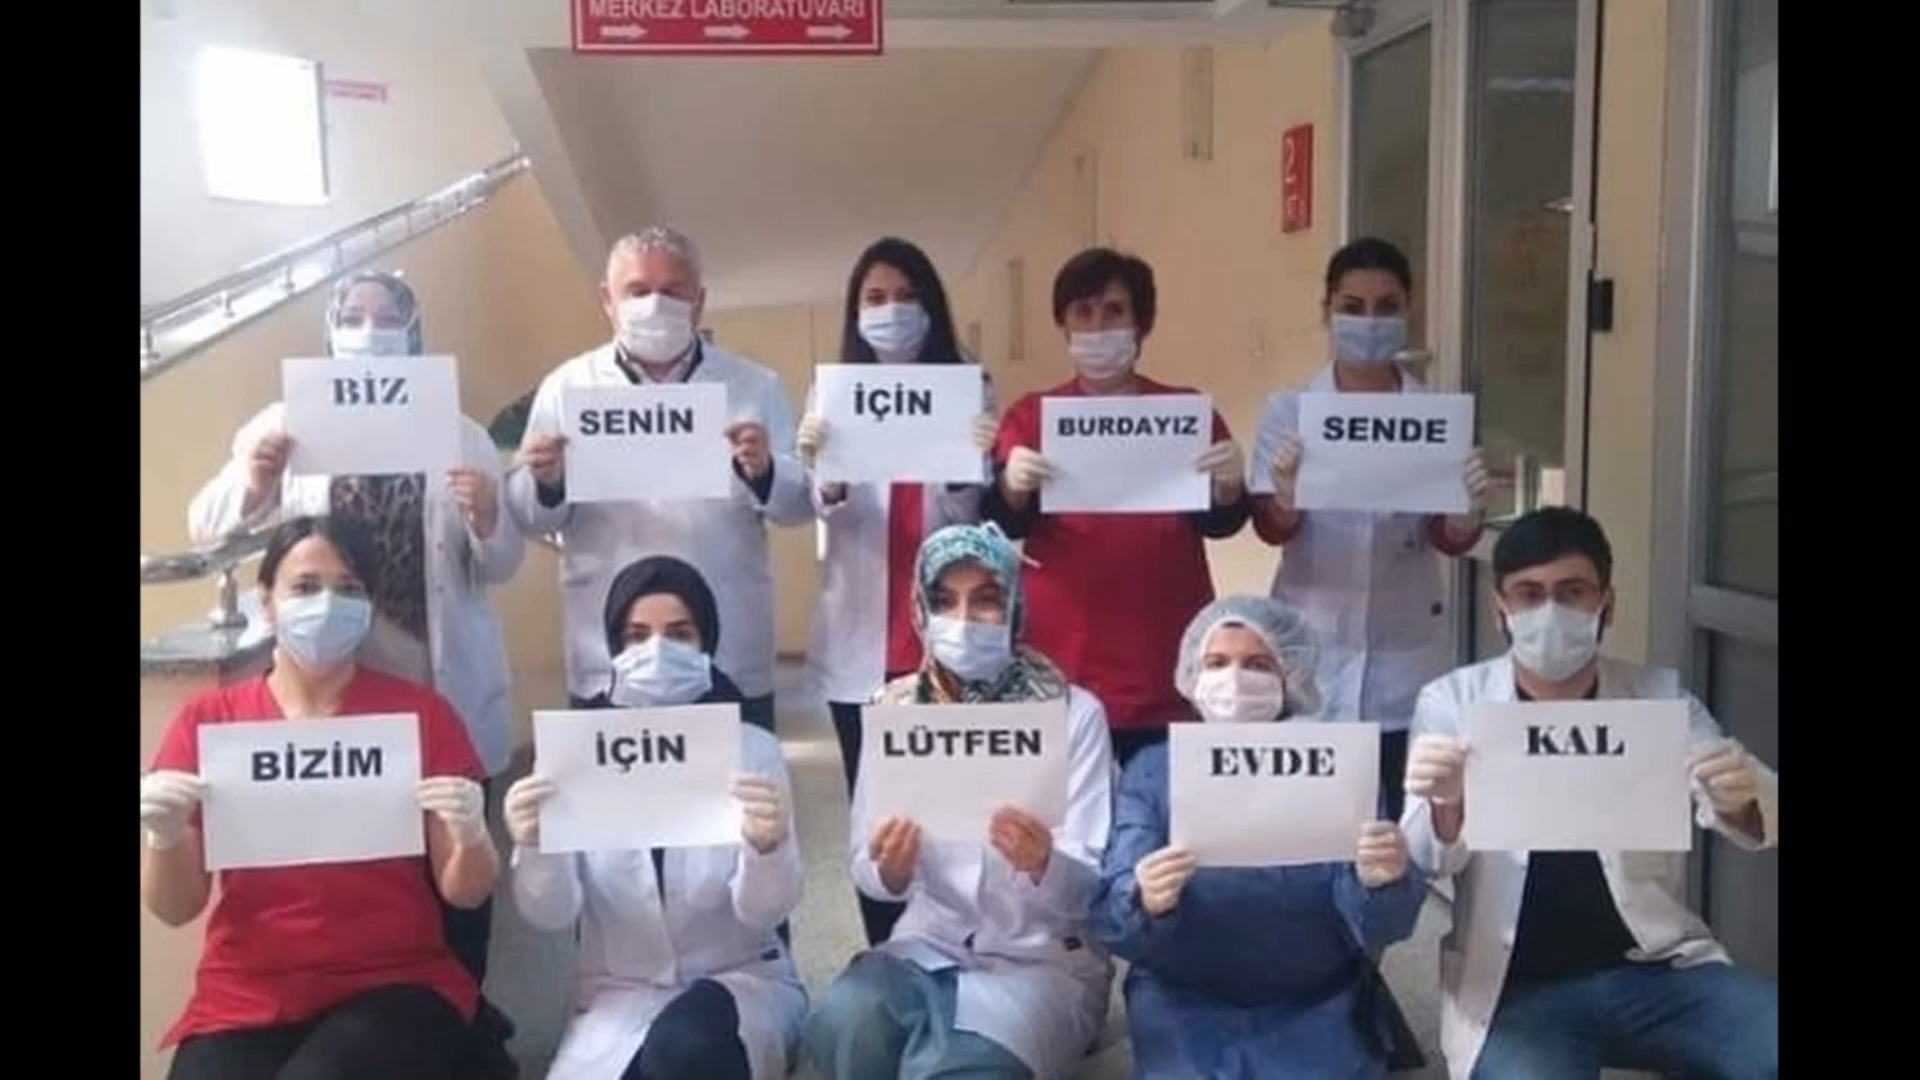 MERKEZ LABORATUVARI
BİZ SENİN İÇİN BURDAYIZ SENDE
BİZİM İÇİN LÜTFEN EVDE KAL